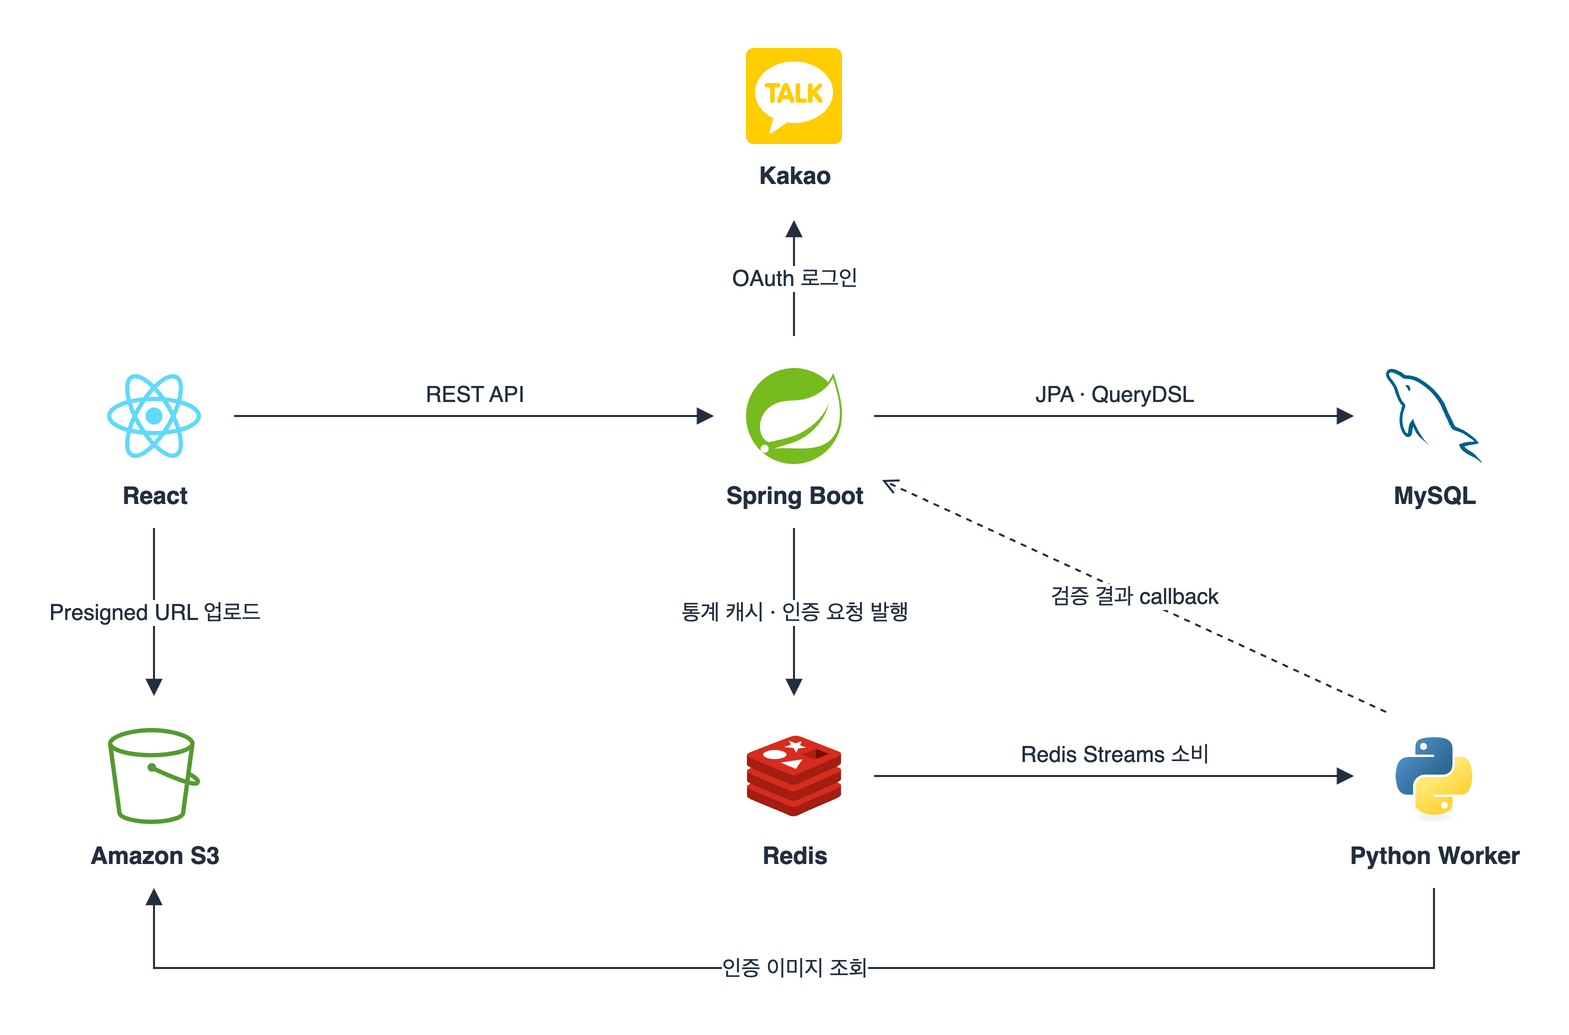 TALK
Kakao
OAuth 로그인
REST API
JPA · QueryDSL
React
Spring Boot
MySQL
검증 결과 callback
Presigned URL 업로드
통계 캐시 · 인증 요청 발행
Redis Streams 소비
Amazon S3
Redis
Python Worker
인증 이미지 조회